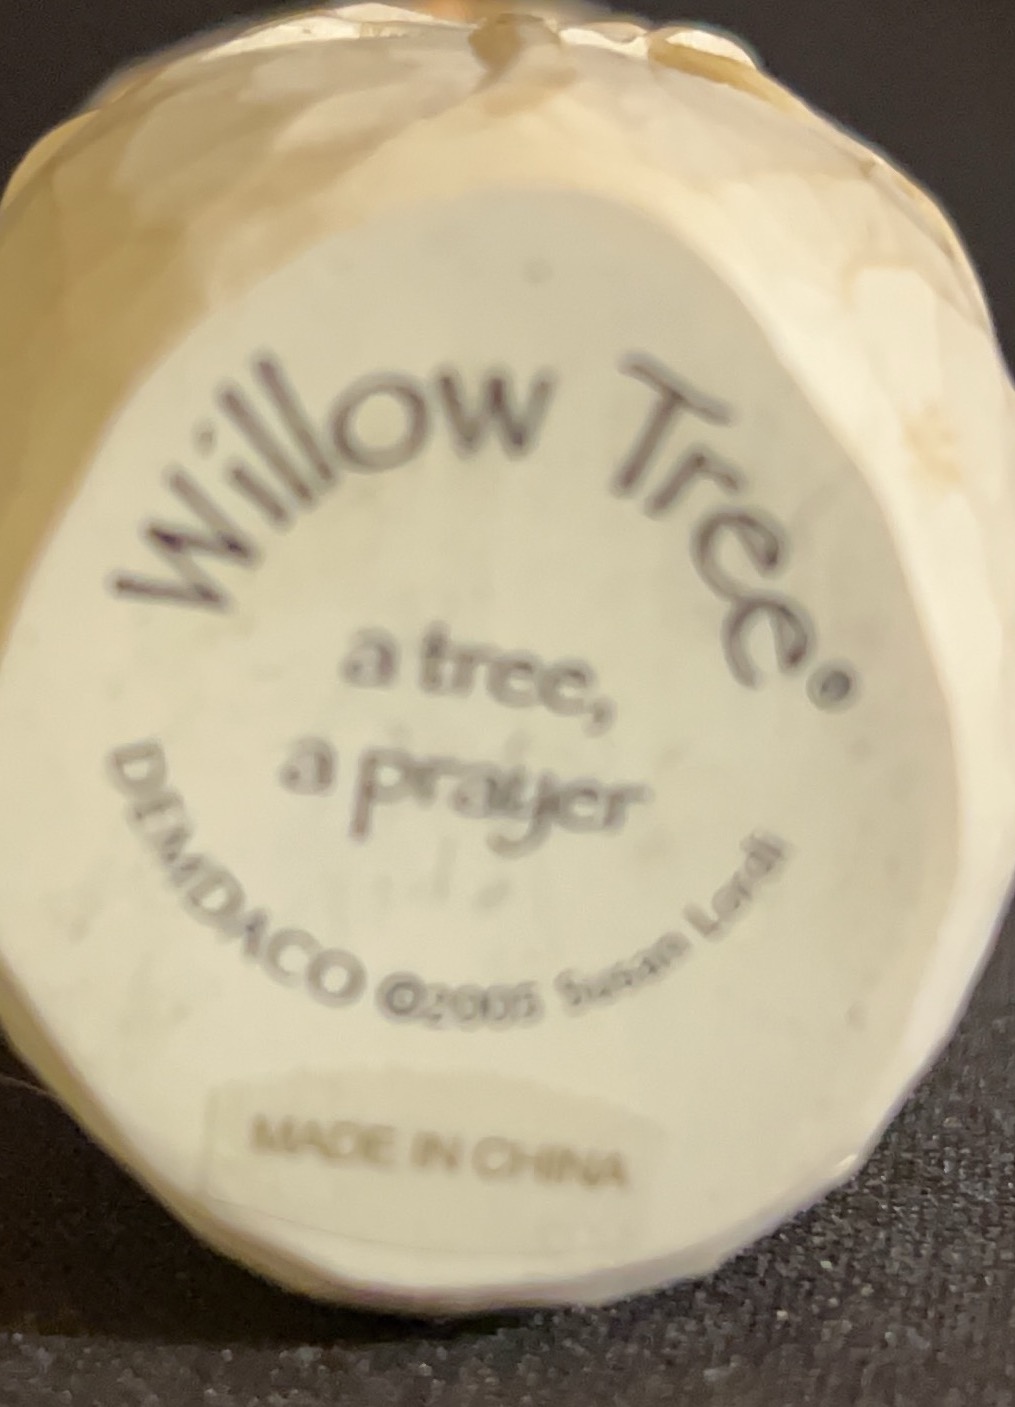 Willow Tree®
a tree,
a prayer
DEMDACO ©2005 Susan Lordi
MADE IN CHINA